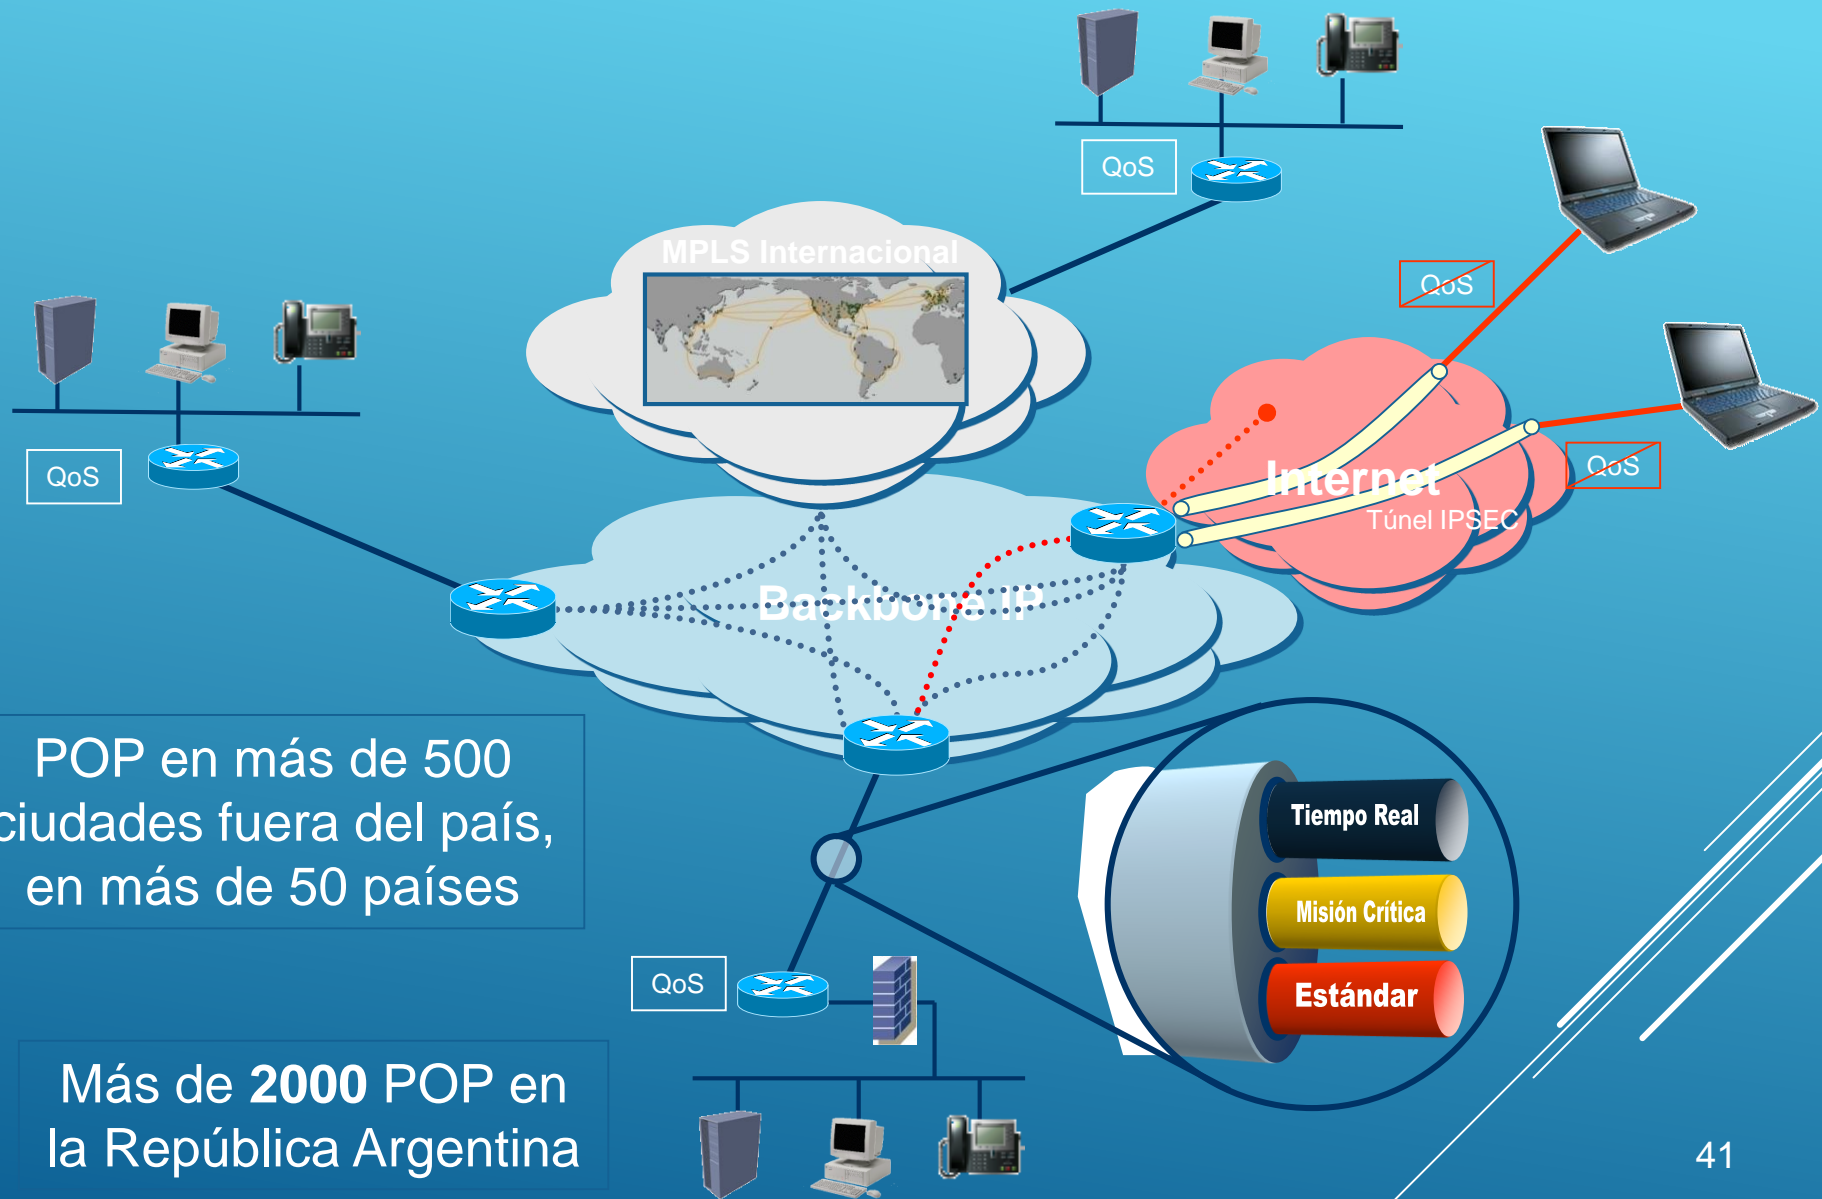 QoS
MPLS Internacional
QoS
QoS
QoS
Internet
Túnel IPSEC
Backbone IP
POP en más de 500
ciudades fuera del país,
en más de 50 países
Tiempo Real
Misión Crítica
Estándar
QoS
Más de 2000 POP en
la República Argentina
41